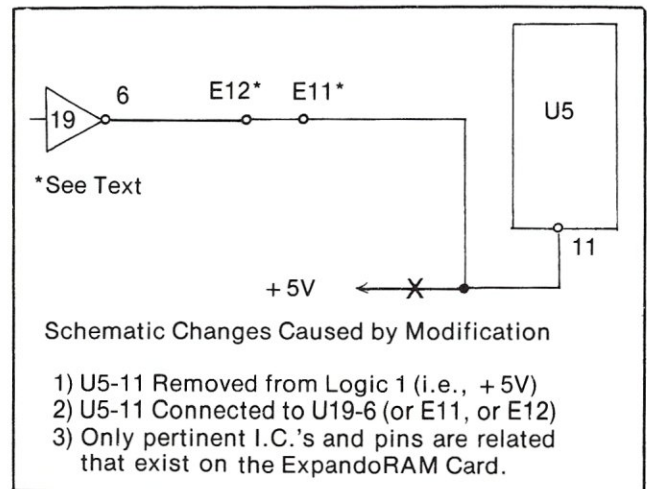 6
E12* E11*
19
U5
*See Text
11
+5V
Schematic Changes Caused by Modification
1) U5-11 Removed from Logic 1 (i.e., +5V)
2) U5-11 Connected to U19-6 (or E11, or E12)
3) Only pertinent I.C.'s and pins are related
that exist on the ExpandoRAM Card.